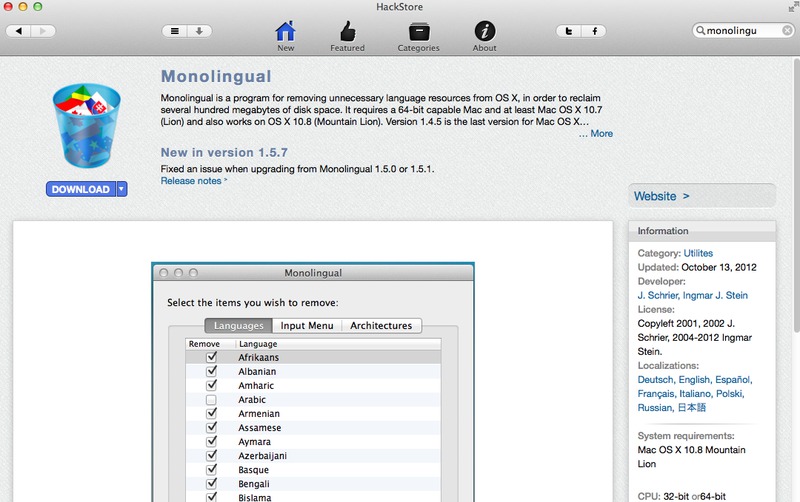 HackStore
New
Featured
Categories
About
monolingu
Monolingual
Monolingual is a program for removing unnecessary language resources from OS X, in order to reclaim
several hundred megabytes of disk space. It requires a 64-bit capable Mac and at least Mac OS X 10.7
(Lion) and also works on OS X 10.8 (Mountain Lion). Version 1.4.5 is the last version for Mac OS X...
... More
New in version 1.5.7
Fixed an issue when upgrading from Monolingual 1.5.0 or 1.5.1.
Release notes >
DOWNLOAD
Website >
Monolingual
Select the items you wish to remove:
Languages Input Menu Architectures
Remove Language
Afrikaans
Albanian
Amharic
Arabic
Armenian
Assamese
Aymara
Azerbaijani
Basque
Bengali
Bislama
Information
Category: Utilites
Updated: October 13, 2012
Developer:
J. Schrier, Ingmar J. Stein
License:
Copyleft 2001, 2002 J.
Schrier, 2004-2012 Ingmar
Stein.
Localizations:
Deutsch, English, Español,
Français, Italiano, Polski,
Russian, 日本語
System requirements:
Mac OS X 10.8 Mountain
Lion
CPU: 32-bit or64-bit